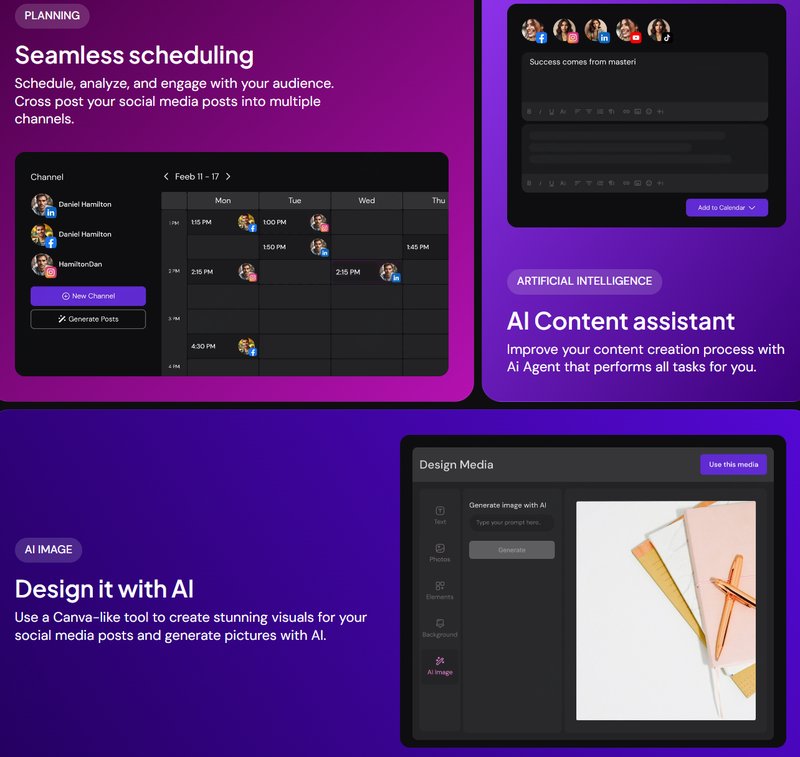 PLANNING
Seamless scheduling
Schedule, analyze, and engage with your audience.
Cross post your social media posts into multiple
channels.
Channel
Daniel Hamilton
Daniel Hamilton
HamiltonDan
New Channel
Generate Posts
Feeb 11 - 17
Mon Tue Wed Thu
1 PM 1:15 PM 1:00 PM
1:50 PM 1:45 PM
2 PM 2:15 PM 2:15 PM
3 PM
4:30 PM
4 PM
Success comes from masteri
Add to Calendar
ARTIFICIAL INTELLIGENCE
AI Content assistant
Improve your content creation process with
Ai Agent that performs all tasks for you.
AI IMAGE
Design it with AI
Use a Canva-like tool to create stunning visuals for your
social media posts and generate pictures with AI.
Design Media
Use this media
Text
Photos
Elements
Background
AI Image
Generate image with AI
Type your prompt here..
Generate